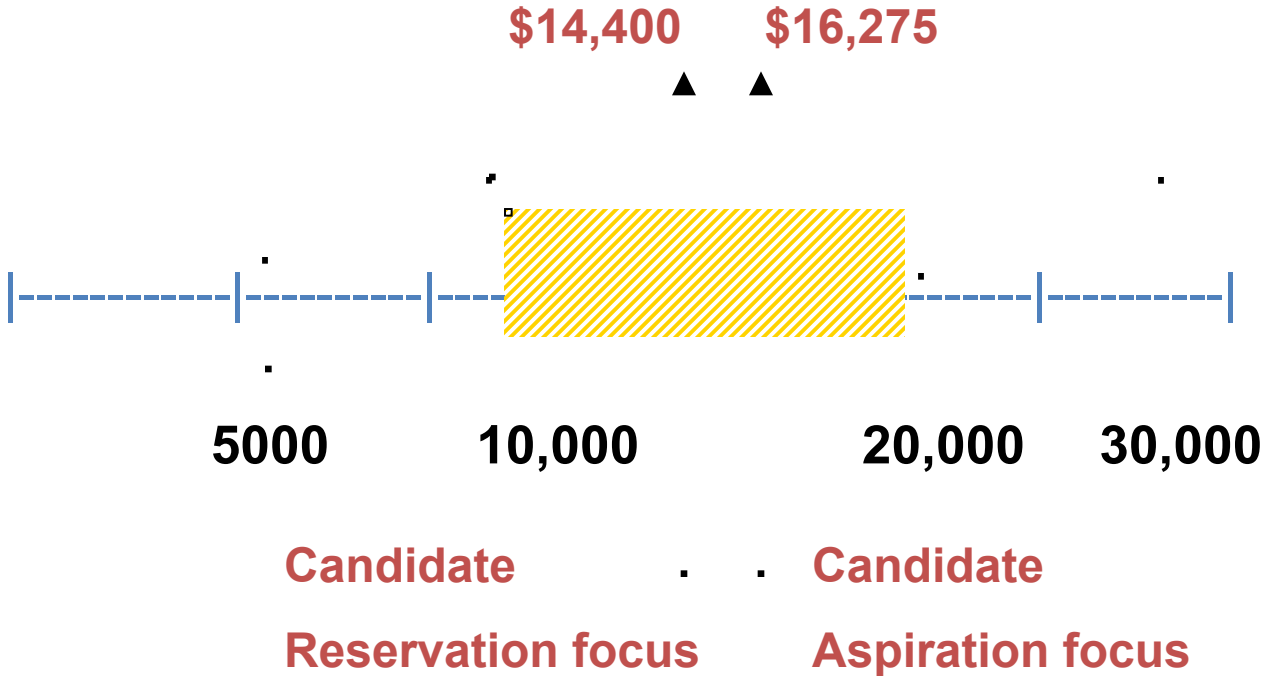 $14,400 $16,275
5000 10,000 20,000 30,000
Candidate Candidate
Reservation focus Aspiration focus